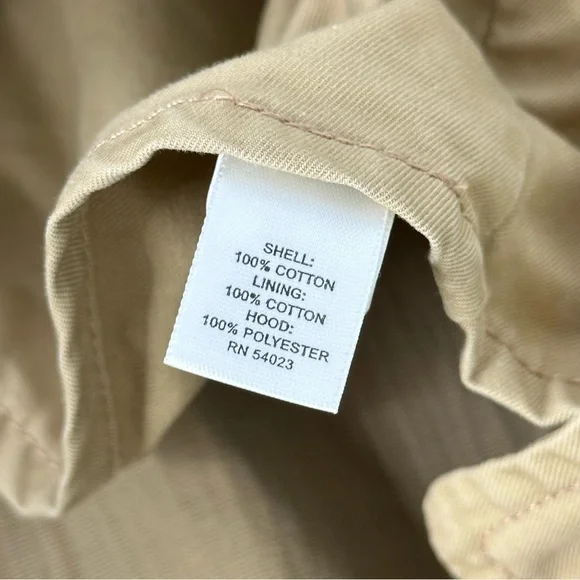 SHELL:
100% COTTON
LINING:
100% COTTON
HOOD:
100% POLYESTER
RN 54023